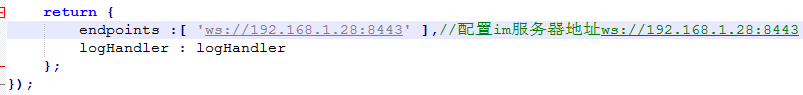 return {
endpoints :[ 'ws://192.168.1.28:8443' ],//配置im服务器地址ws://192.168.1.28:8443
logHandler : logHandler
};
});